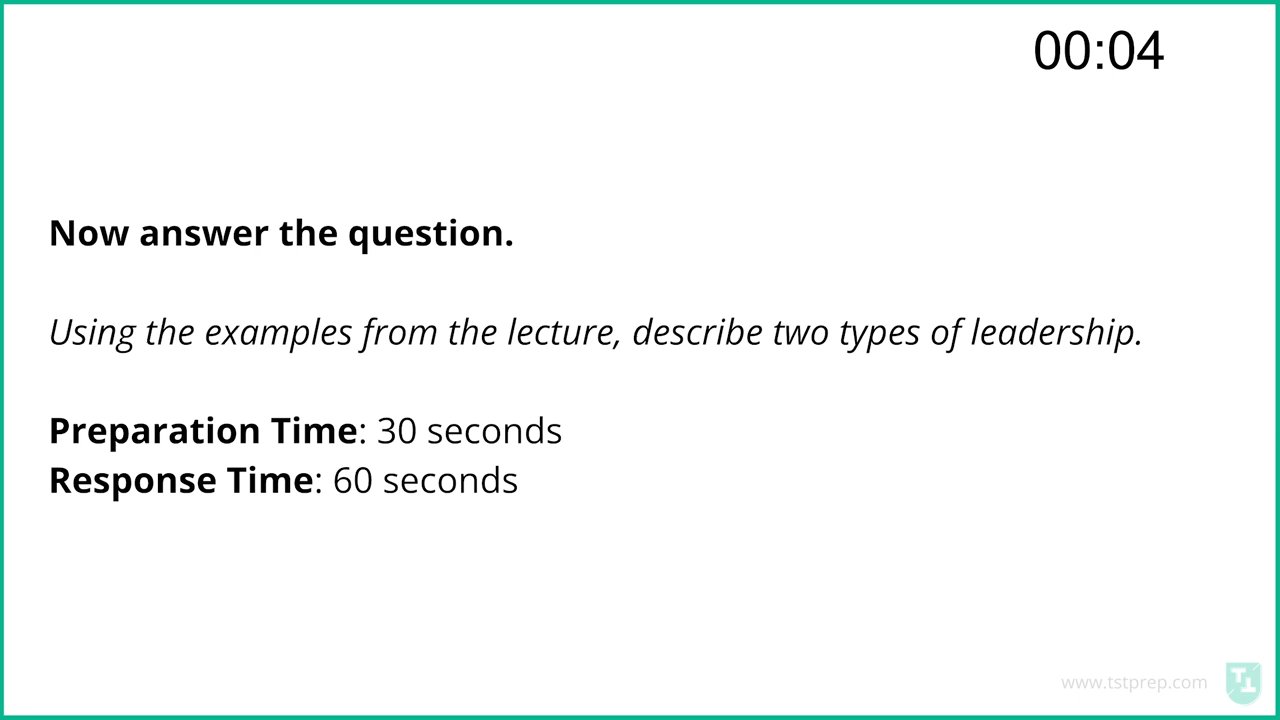 00:04
Now answer the question.
Using the examples from the lecture, describe two types of leadership.
Preparation Time: 30 seconds
Response Time: 60 seconds
www.tstprep.com